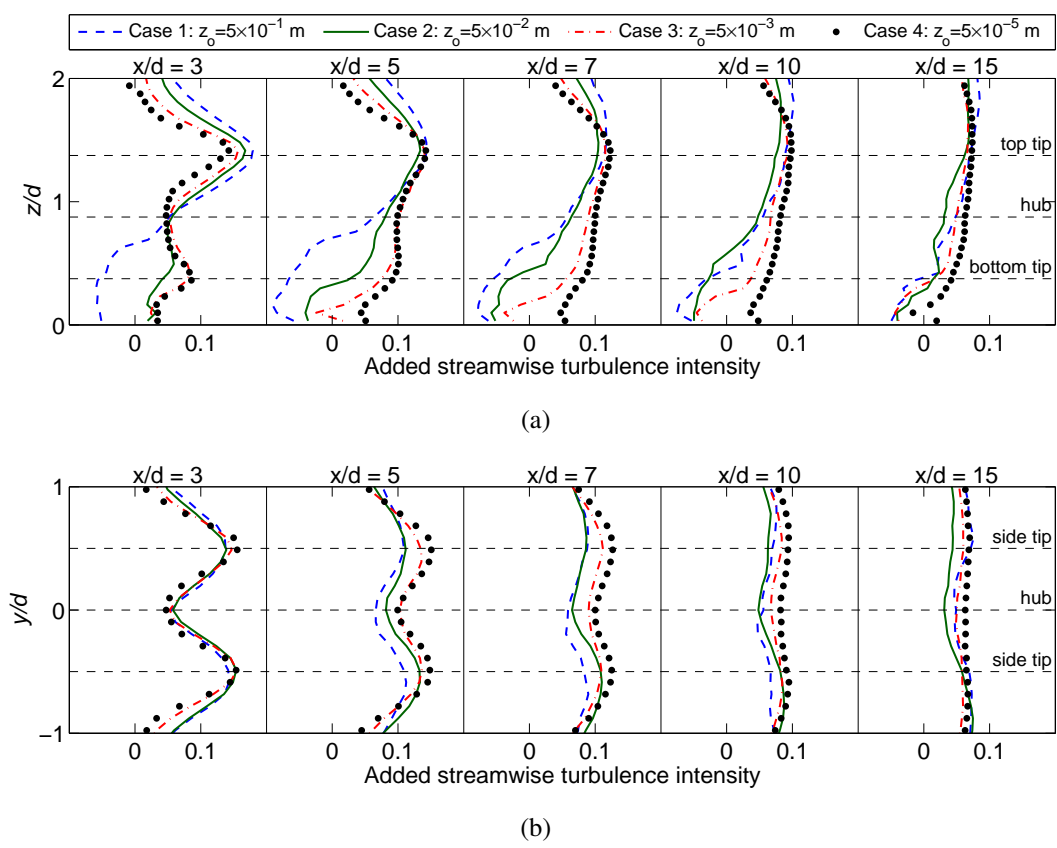 Case 1: z_o=5×10^−1 m Case 2: z_o=5×10^−2 m Case 3: z_o=5×10^−3 m Case 4: z_o=5×10^−5 m
x/d = 3 x/d = 5 x/d = 7 x/d = 10 x/d = 15
2
top tip
1
z/d
hub
bottom tip
0
0 0.1 0 0.1 0 0.1 0 0.1 0 0.1
Added streamwise turbulence intensity
(a)
x/d = 3 x/d = 5 x/d = 7 x/d = 10 x/d = 15
1
side tip
0
y/d
hub
side tip
−1
0 0.1 0 0.1 0 0.1 0 0.1 0 0.1
Added streamwise turbulence intensity
(b)